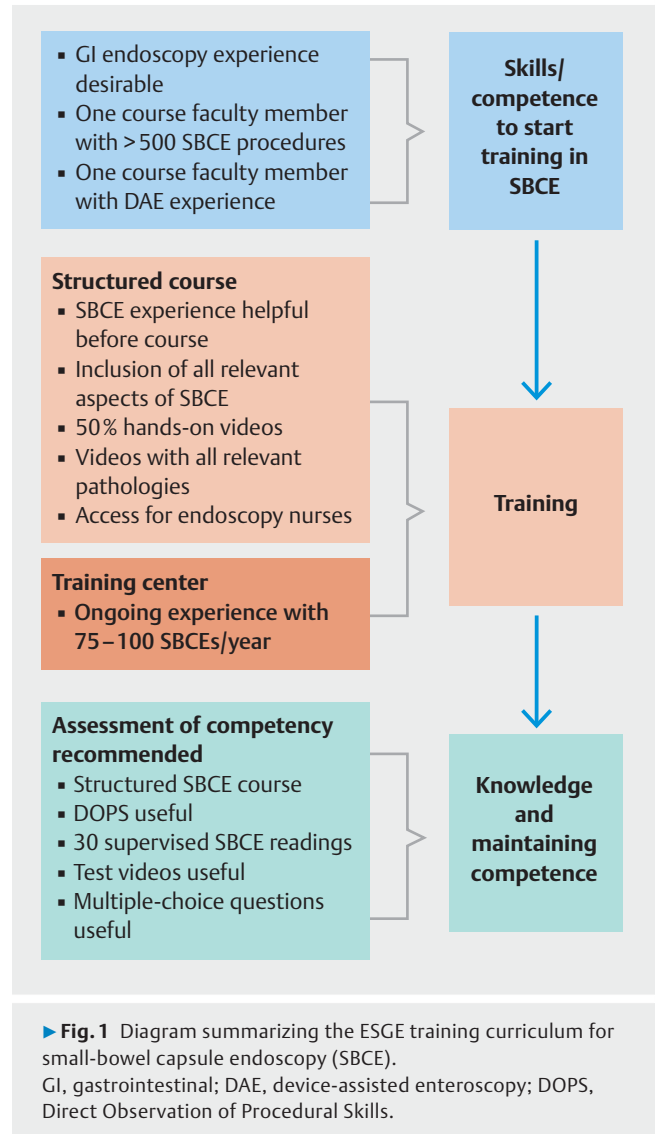 ▪ GI endoscopy experience
desirable
▪ One course faculty member
with > 500 SBCE procedures
▪ One course faculty member
with DAE experience
Skills/
competence
to start
training in
SBCE
Structured course
▪ SBCE experience helpful
before course
▪ Inclusion of all relevant
aspects of SBCE
▪ 50 % hands-on videos
▪ Videos with all relevant
pathologies
▪ Access for endoscopy nurses
Training center
▪ Ongoing experience with
75 – 100 SBCEs/year
Training
Assessment of competency
recommended
▪ Structured SBCE course
▪ DOPS useful
▪ 30 supervised SBCE readings
▪ Test videos useful
▪ Multiple-choice questions
useful
Knowledge
and
maintaining
competence
▶ Fig. 1 Diagram summarizing the ESGE training curriculum for
small-bowel capsule endoscopy (SBCE).
GI, gastrointestinal; DAE, device-assisted enteroscopy; DOPS,
Direct Observation of Procedural Skills.